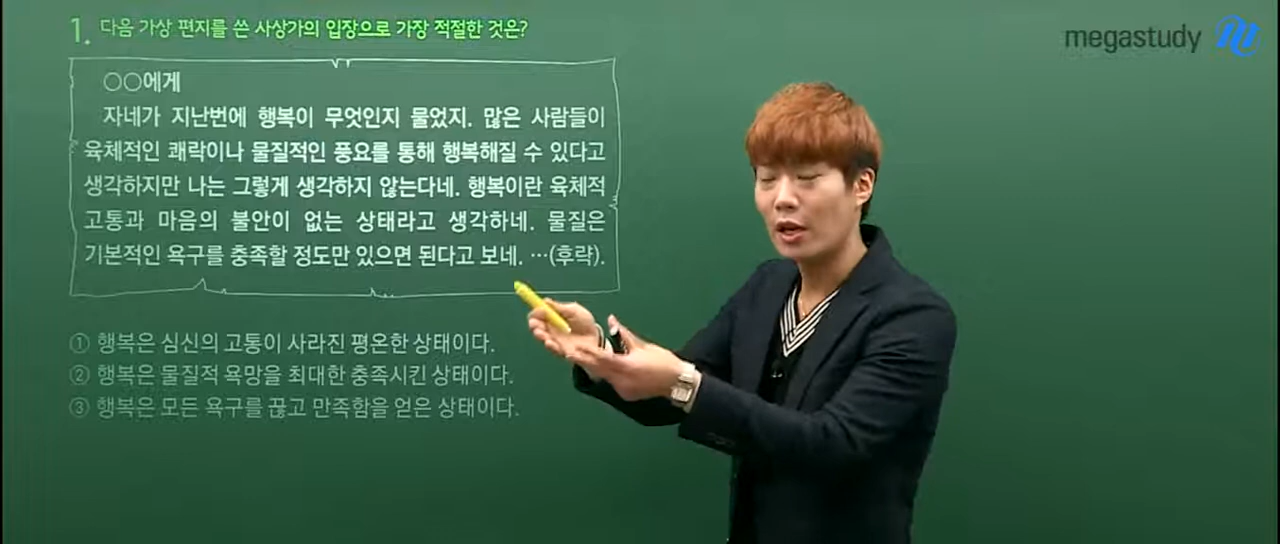 1. 다음 가상 편지를 쓴 사상가의 입장으로 가장 적절한 것은?
megastudy
○○에게
자네가 지난번에 행복이 무엇인지 물었지. 많은 사람들이
육체적인 쾌락이나 물질적인 풍요를 통해 행복해질 수 있다고
생각하지만 나는 그렇게 생각하지 않는다네. 행복이란 육체적
고통과 마음의 불안이 없는 상태라고 생각하네. 물질은
기본적인 욕구를 충족할 정도만 있으면 된다고 보네. …(후략).
① 행복은 심신의 고통이 사라진 평온한 상태이다.
② 행복은 물질적 욕망을 최대한 충족시킨 상태이다.
③ 행복은 모든 욕구를 끊고 만족함을 얻은 상태이다.